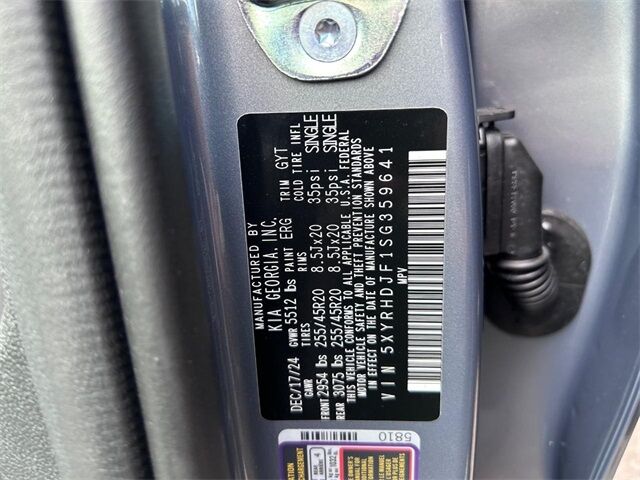 MANUFACTURED BY
KIA GEORGIA, INC.
DEC/17/24 GVWR 5512 lbs PAINT ERG TRIM GYT
GAWR RIMS COLD TIRE INFL
FRONT 2954 lbs 255/45R20 8.5Jx20 35psi SINGLE
REAR 3075 lbs 255/45R20 8.5Jx20 35psi SINGLE
THIS VEHICLE CONFORMS TO ALL APPLICABLE U.S.A. FEDERAL
MOTOR VEHICLE SAFETY AND THEFT PREVENTION STANDARDS
IN EFFECT ON THE DATE OF MANUFACTURE SHOWN ABOVE
VIN 5XYRHDJF1SG359641
MPV
5810